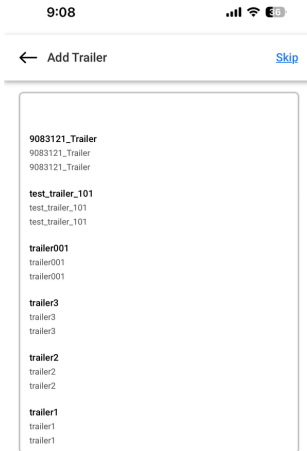 9:08
36
Add Trailer
Skip
9083121_Trailer
9083121_Trailer
9083121_Trailer
test_trailer_101
test_trailer_101
test_trailer_101
trailer001
trailer001
trailer001
trailer3
trailer3
trailer3
trailer2
trailer2
trailer2
trailer1
trailer1
trailer1